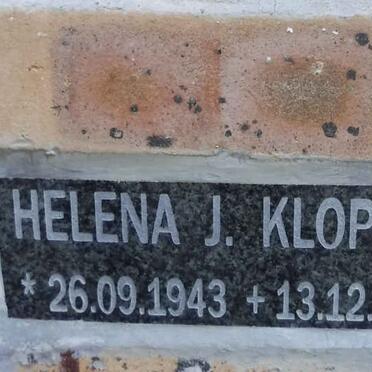 HELENA J. KLOP
* 26.09.1943 + 13.12.